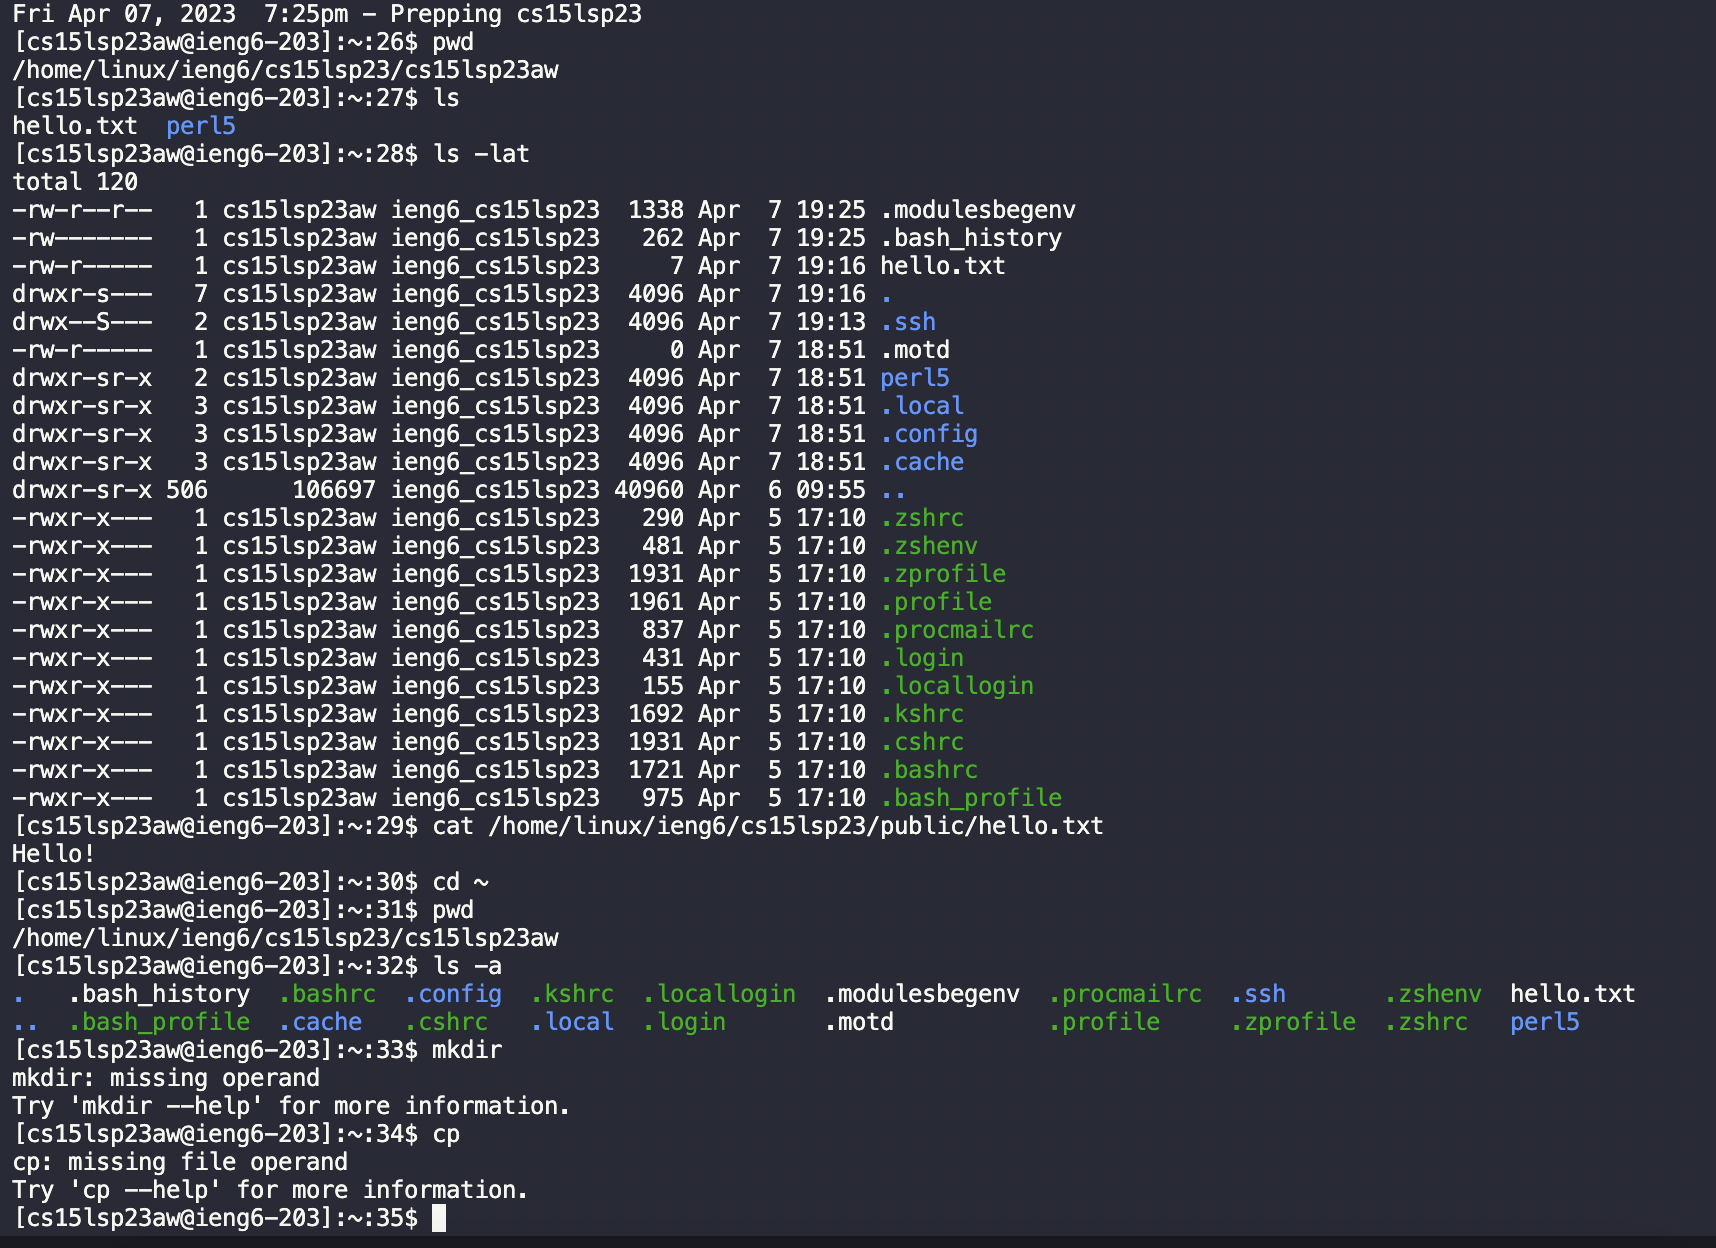 Fri Apr 07, 2023  7:25pm - Prepping cs15lsp23
[cs15lsp23aw@ieng6-203]:~:26$ pwd
/home/linux/ieng6/cs15lsp23/cs15lsp23aw
[cs15lsp23aw@ieng6-203]:~:27$ ls
hello.txt  perl5
[cs15lsp23aw@ieng6-203]:~:28$ ls -lat
total 120
-rw-r--r--   1 cs15lsp23aw ieng6_cs15lsp23  1338 Apr  7 19:25 .modulesbegenv
-rw-------   1 cs15lsp23aw ieng6_cs15lsp23   262 Apr  7 19:25 .bash_history
-rw-r-----   1 cs15lsp23aw ieng6_cs15lsp23     7 Apr  7 19:16 hello.txt
drwxr-s---   7 cs15lsp23aw ieng6_cs15lsp23  4096 Apr  7 19:16 .
drwx--S---   2 cs15lsp23aw ieng6_cs15lsp23  4096 Apr  7 19:13 .ssh
-rw-r-----   1 cs15lsp23aw ieng6_cs15lsp23     0 Apr  7 18:51 .motd
drwxr-sr-x   2 cs15lsp23aw ieng6_cs15lsp23  4096 Apr  7 18:51 perl5
drwxr-sr-x   3 cs15lsp23aw ieng6_cs15lsp23  4096 Apr  7 18:51 .local
drwxr-sr-x   3 cs15lsp23aw ieng6_cs15lsp23  4096 Apr  7 18:51 .config
drwxr-sr-x   3 cs15lsp23aw ieng6_cs15lsp23  4096 Apr  7 18:51 .cache
drwxr-sr-x 506      106697 ieng6_cs15lsp23 40960 Apr  6 09:55 ..
-rwxr-x---   1 cs15lsp23aw ieng6_cs15lsp23   290 Apr  5 17:10 .zshrc
-rwxr-x---   1 cs15lsp23aw ieng6_cs15lsp23   481 Apr  5 17:10 .zshenv
-rwxr-x---   1 cs15lsp23aw ieng6_cs15lsp23  1931 Apr  5 17:10 .zprofile
-rwxr-x---   1 cs15lsp23aw ieng6_cs15lsp23  1961 Apr  5 17:10 .profile
-rwxr-x---   1 cs15lsp23aw ieng6_cs15lsp23   837 Apr  5 17:10 .procmailrc
-rwxr-x---   1 cs15lsp23aw ieng6_cs15lsp23   431 Apr  5 17:10 .login
-rwxr-x---   1 cs15lsp23aw ieng6_cs15lsp23   155 Apr  5 17:10 .locallogin
-rwxr-x---   1 cs15lsp23aw ieng6_cs15lsp23  1692 Apr  5 17:10 .kshrc
-rwxr-x---   1 cs15lsp23aw ieng6_cs15lsp23  1931 Apr  5 17:10 .cshrc
-rwxr-x---   1 cs15lsp23aw ieng6_cs15lsp23  1721 Apr  5 17:10 .bashrc
-rwxr-x---   1 cs15lsp23aw ieng6_cs15lsp23   975 Apr  5 17:10 .bash_profile
[cs15lsp23aw@ieng6-203]:~:29$ cat /home/linux/ieng6/cs15lsp23/public/hello.txt
Hello!
[cs15lsp23aw@ieng6-203]:~:30$ cd ~
[cs15lsp23aw@ieng6-203]:~:31$ pwd
/home/linux/ieng6/cs15lsp23/cs15lsp23aw
[cs15lsp23aw@ieng6-203]:~:32$ ls -a
.   .bash_history  .bashrc  .config  .kshrc  .locallogin  .modulesbegenv  .procmailrc  .ssh       .zshenv  hello.txt
..  .bash_profile  .cache   .cshrc   .local  .login       .motd           .profile     .zprofile  .zshrc   perl5
[cs15lsp23aw@ieng6-203]:~:33$ mkdir
mkdir: missing operand
Try 'mkdir --help' for more information.
[cs15lsp23aw@ieng6-203]:~:34$ cp
cp: missing file operand
Try 'cp --help' for more information.
[cs15lsp23aw@ieng6-203]:~:35$